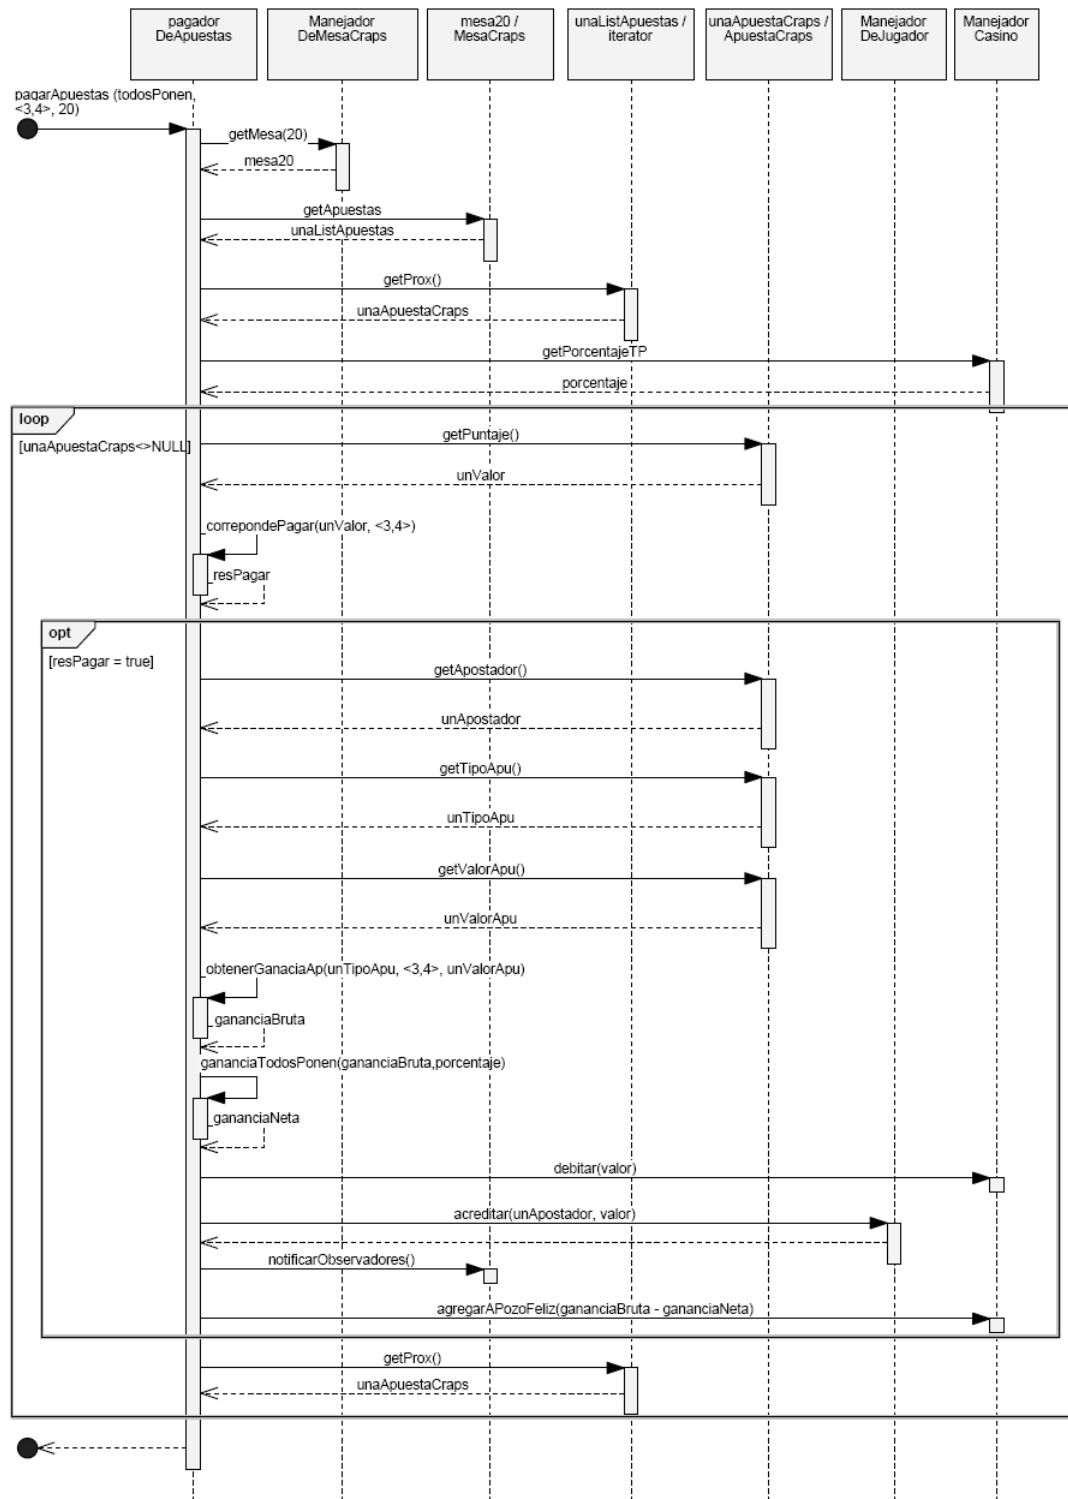 pagador
DeApuestas
Manejador
DeMesaCraps
mesa20 /
MesaCraps
unaListApuestas /
iterator
unaApuestaCraps /
ApuestaCraps
Manejador
DeJugador
Manejador
Casino
pagarApuestas (todosPonen,
<3,4>, 20)
getMesa(20)
mesa20
getApuestas
unaListApuestas
getProx()
unaApuestaCraps
getPorcentajeTP
porcentaje
loop
[unaApuestaCraps<>NULL]
getPuntaje()
unValor
correpondePagar(unValor, <3,4>)
resPagar
opt
[resPagar = true]
getApostador()
unApostador
getTipoApu()
unTipoApu
getValorApu()
unValorApu
obtenerGanaciaAp(unTipoApu, <3,4>, unValorApu)
gananciaBruta
gananciaTodosPonen(gananciaBruta,porcentaje)
gananciaNeta
debitar(valor)
acreditar(unApostador, valor)
notificarObservadores()
agregarAPozoFeliz(gananciaBruta - gananciaNeta)
getProx()
unaApuestaCraps